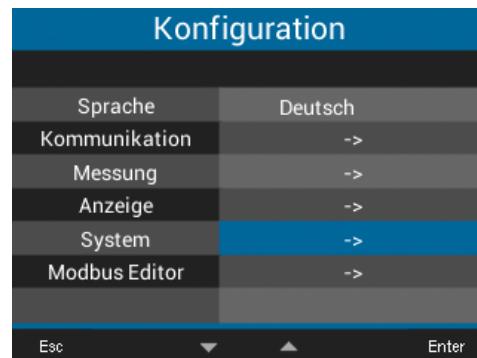 Konfiguration
Sprache Deutsch
Kommunikation ->
Messung ->
Anzeige ->
System ->
Modbus Editor ->
Esc Enter